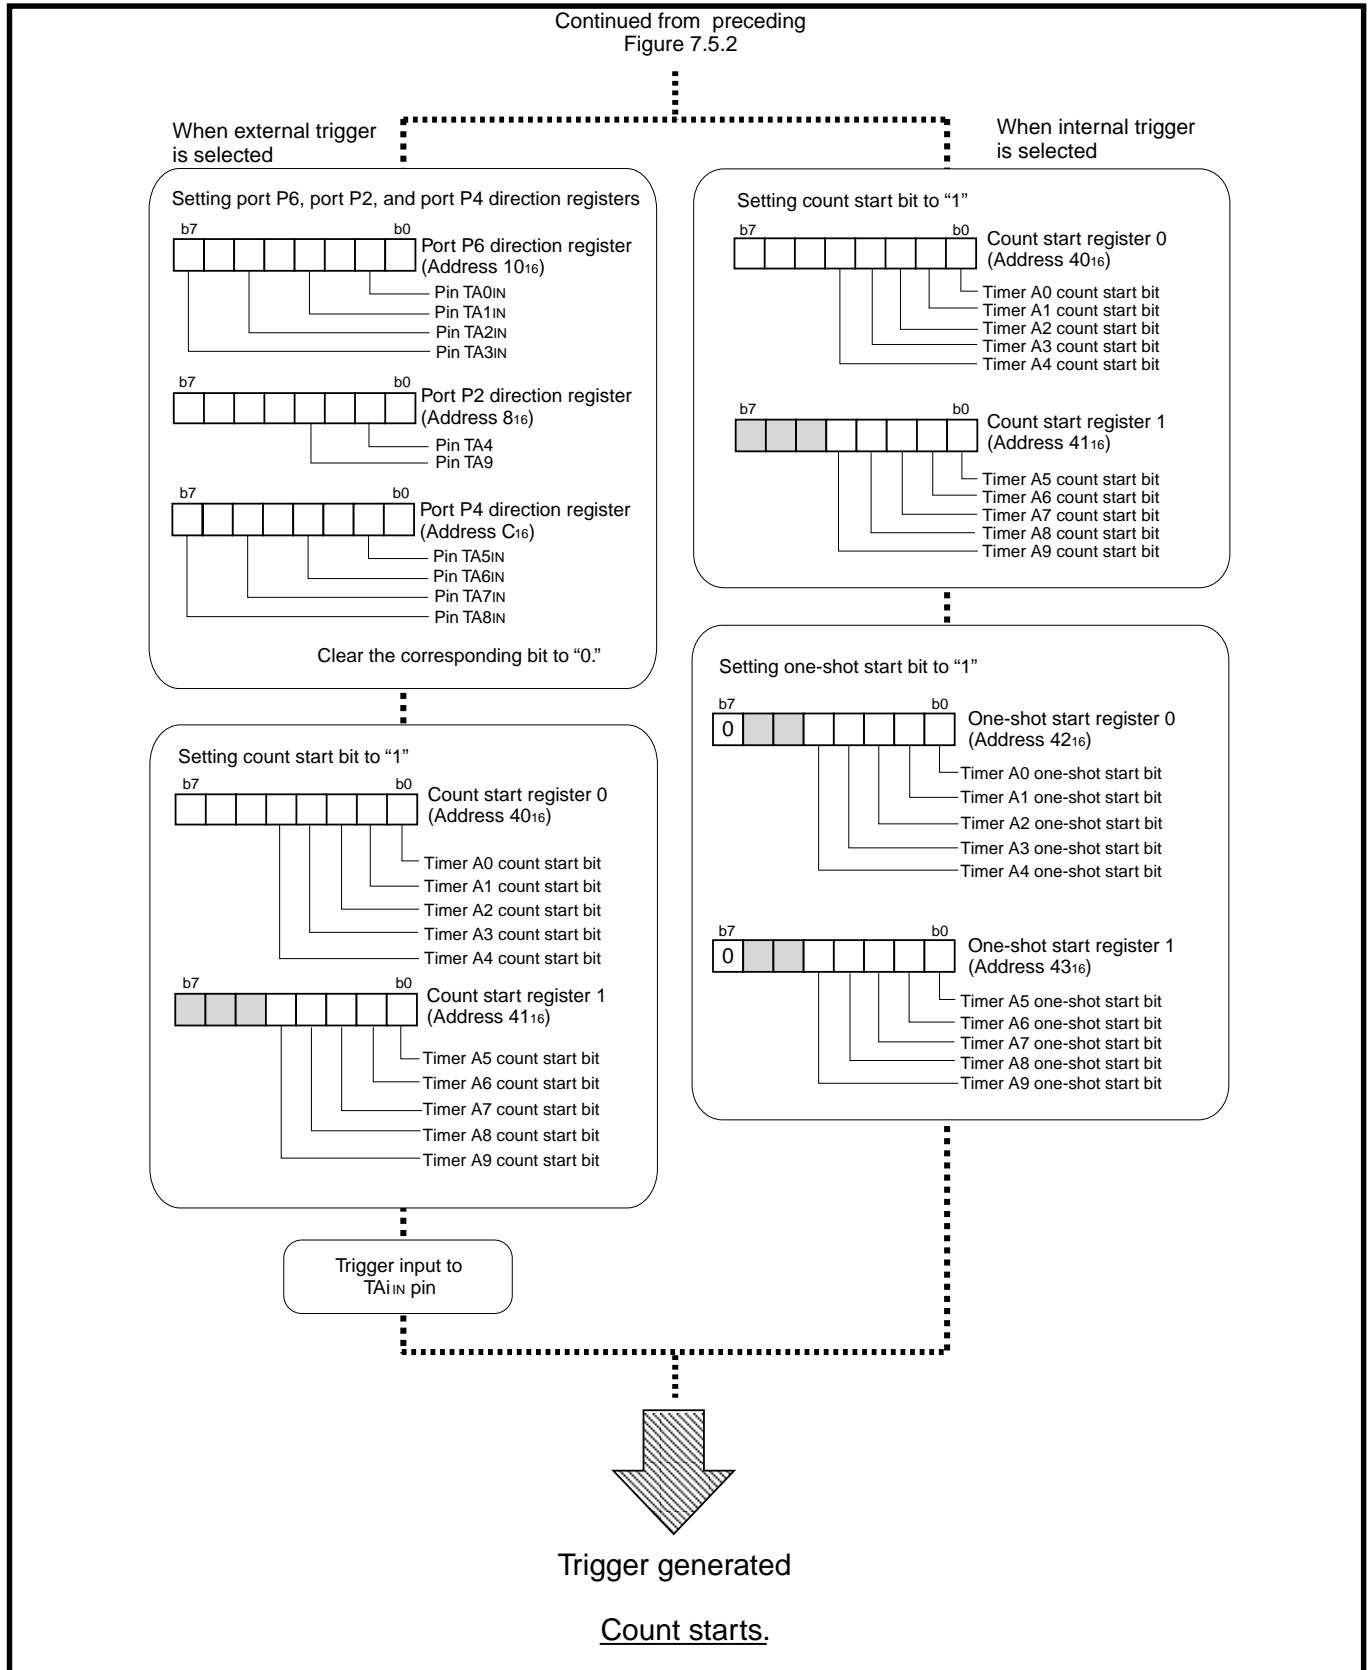 Continued from preceding
Figure 7.5.2
When external trigger
is selected
Setting port P6, port P2, and port P4 direction registers
b7 b0
Port P6 direction register
(Address 10₁₆)
Pin TA0IN
Pin TA1IN
Pin TA2IN
Pin TA3IN
b7 b0
Port P2 direction register
(Address 8₁₆)
Pin TA4
Pin TA9
b7 b0
Port P4 direction register
(Address C₁₆)
Pin TA5IN
Pin TA6IN
Pin TA7IN
Pin TA8IN
Clear the corresponding bit to “0.”
Setting count start bit to “1”
b7 b0
Count start register 0
(Address 40₁₆)
Timer A0 count start bit
Timer A1 count start bit
Timer A2 count start bit
Timer A3 count start bit
Timer A4 count start bit
b7 b0
Count start register 1
(Address 41₁₆)
Timer A5 count start bit
Timer A6 count start bit
Timer A7 count start bit
Timer A8 count start bit
Timer A9 count start bit
Trigger input to
TAiIN pin
When internal trigger
is selected
Setting count start bit to “1”
b7 b0
Count start register 0
(Address 40₁₆)
Timer A0 count start bit
Timer A1 count start bit
Timer A2 count start bit
Timer A3 count start bit
Timer A4 count start bit
b7 b0
Count start register 1
(Address 41₁₆)
Timer A5 count start bit
Timer A6 count start bit
Timer A7 count start bit
Timer A8 count start bit
Timer A9 count start bit
Setting one-shot start bit to “1”
b7 b0
0
One-shot start register 0
(Address 42₁₆)
Timer A0 one-shot start bit
Timer A1 one-shot start bit
Timer A2 one-shot start bit
Timer A3 one-shot start bit
Timer A4 one-shot start bit
b7 b0
0
One-shot start register 1
(Address 43₁₆)
Timer A5 one-shot start bit
Timer A6 one-shot start bit
Timer A7 one-shot start bit
Timer A8 one-shot start bit
Timer A9 one-shot start bit
Trigger generated
Count starts.